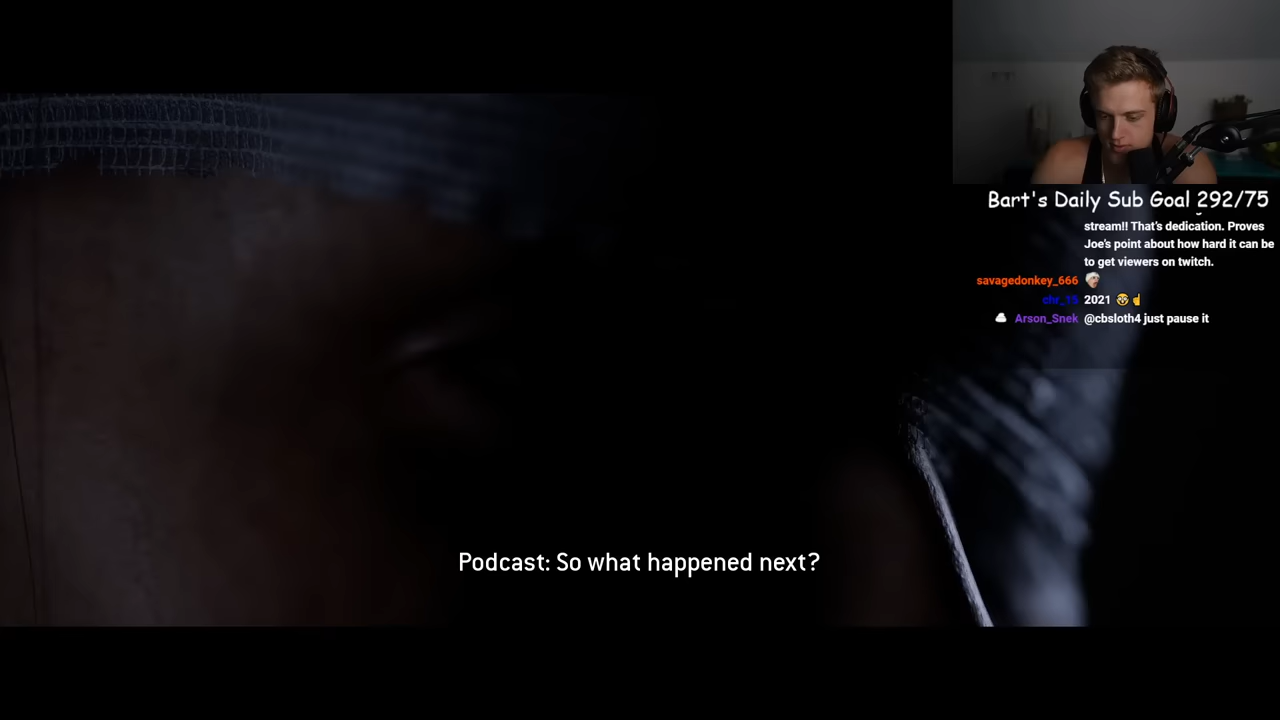 Bart's Daily Sub Goal 292/75
stream!! That's dedication. Proves
Joe's point about how hard it can be
to get viewers on twitch.
savagedonkey_666
chr_15 2021 🤓☝️
Arson_Snek @cbsloth4 just pause it
Podcast: So what happened next?